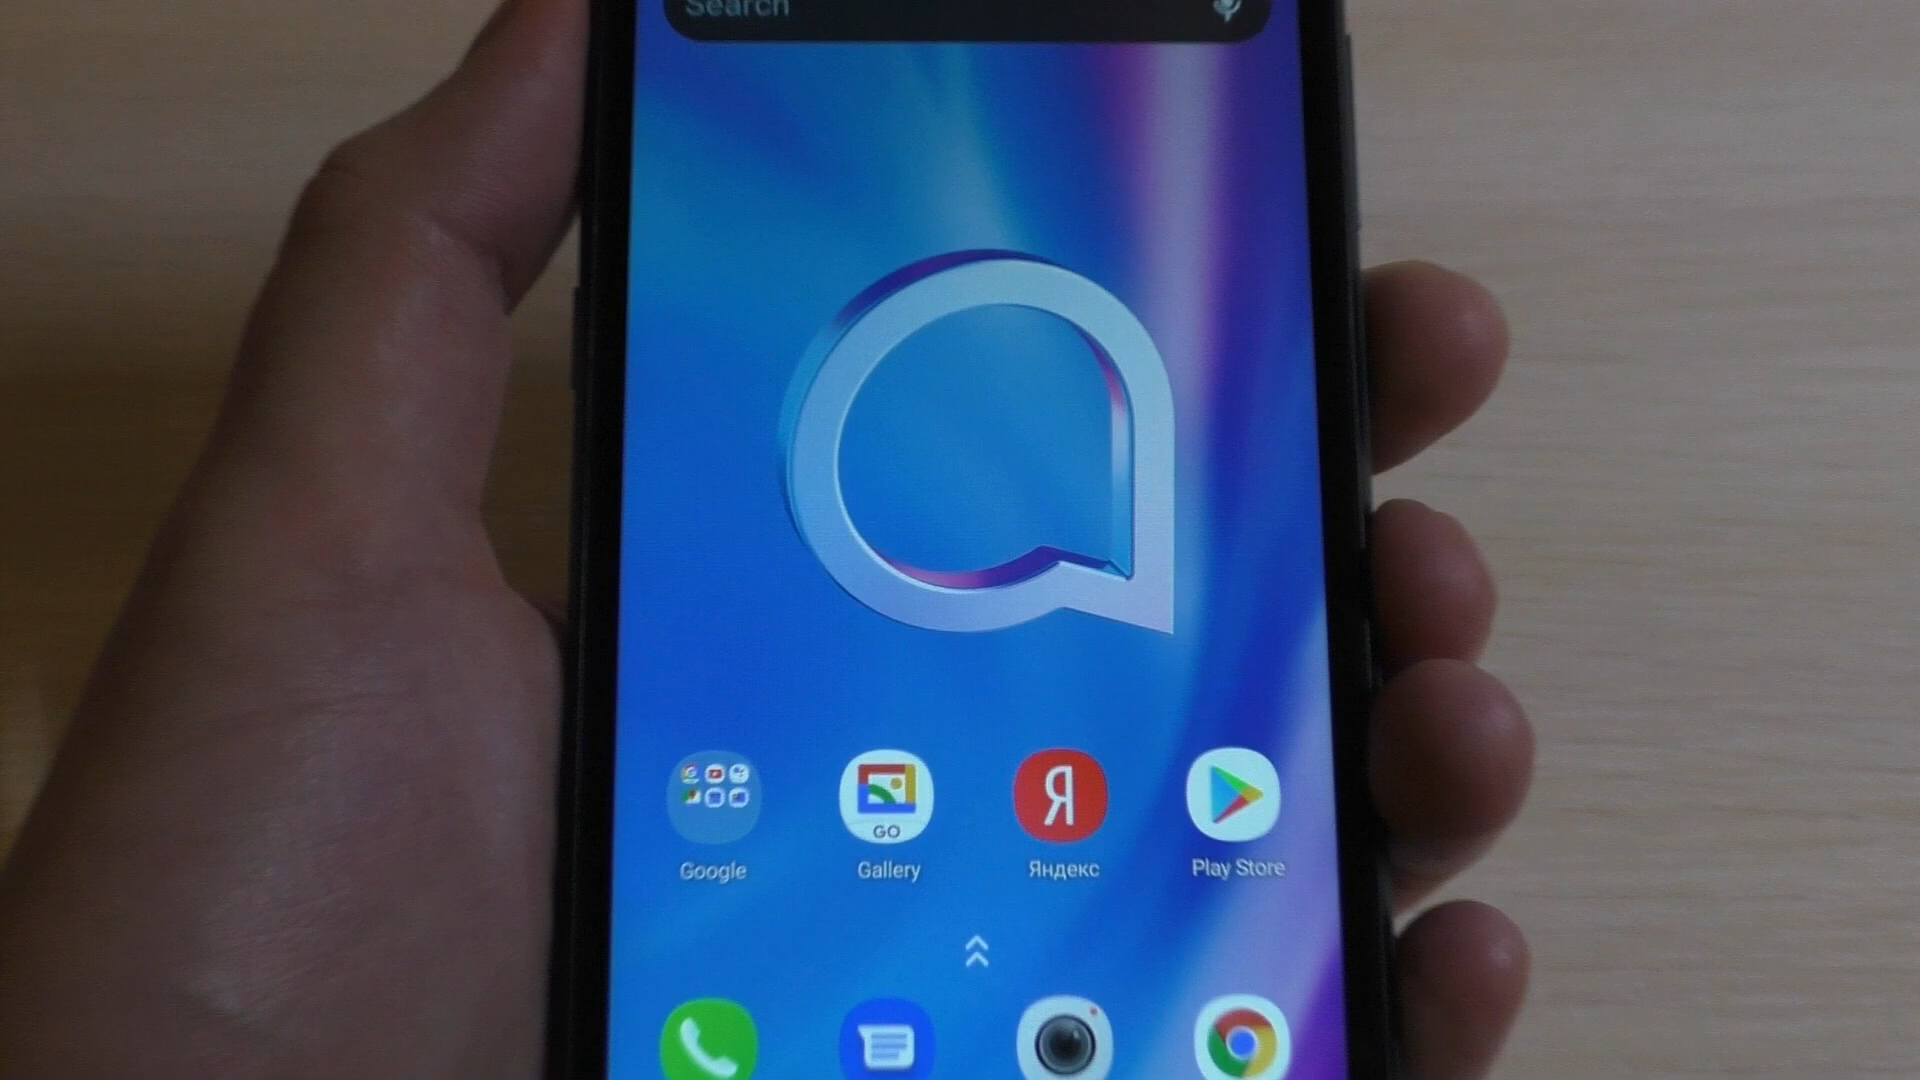 Search
GO
Я
Google
Gallery
Яндекс
Play Store